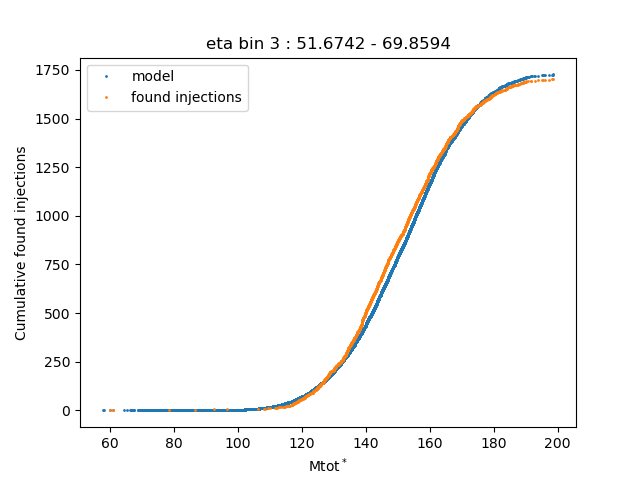 eta bin 3 : 51.6742 - 69.8594
model
found injections
Cumulative found injections
1750
1500
1250
1000
750
500
250
0
60 80 100 120 140 160 180 200
Mtot*